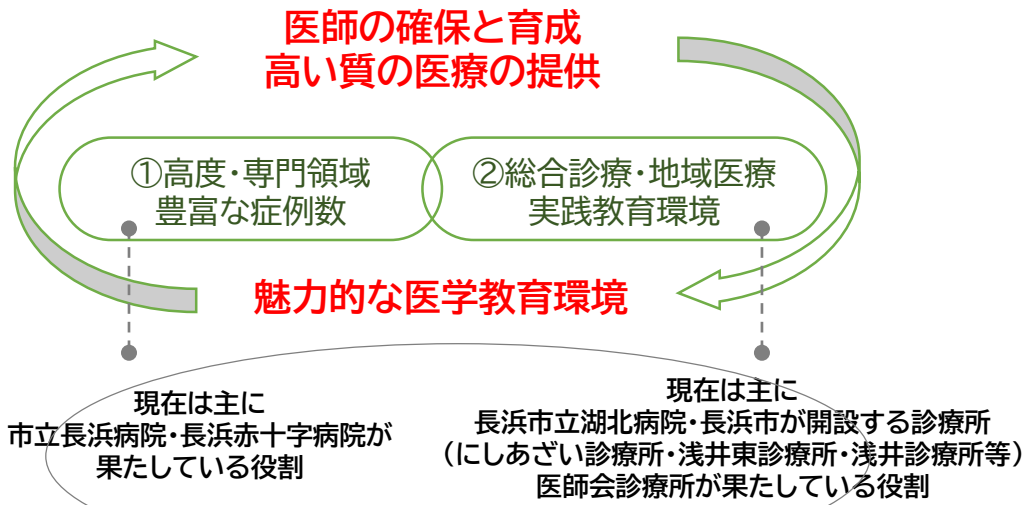 医師の確保と育成
高い質の医療の提供
①高度・専門領域
豊富な症例数
②総合診療・地域医療
実践教育環境
魅力的な医学教育環境
現在は主に
市立長浜病院・長浜赤十字病院が
果たしている役割
現在は主に
長浜市立湖北病院・長浜市が開設する診療所
（にしあざい診療所・浅井東診療所・浅井診療所等）
医師会診療所が果たしている役割